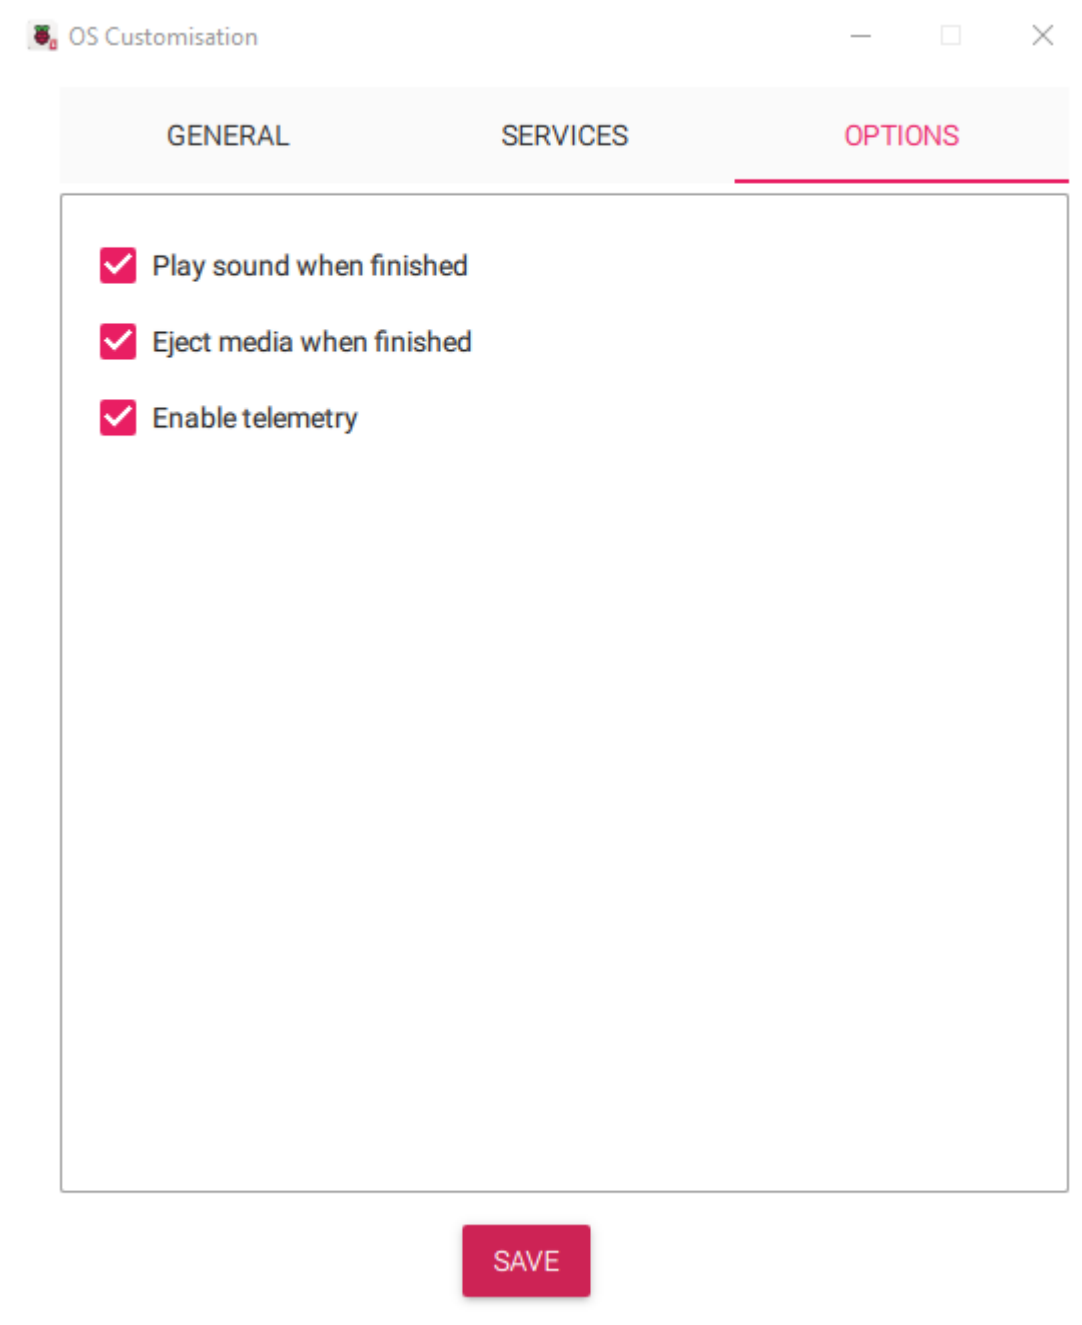 OS Customisation
GENERAL SERVICES OPTIONS
Play sound when finished
Eject media when finished
Enable telemetry
SAVE